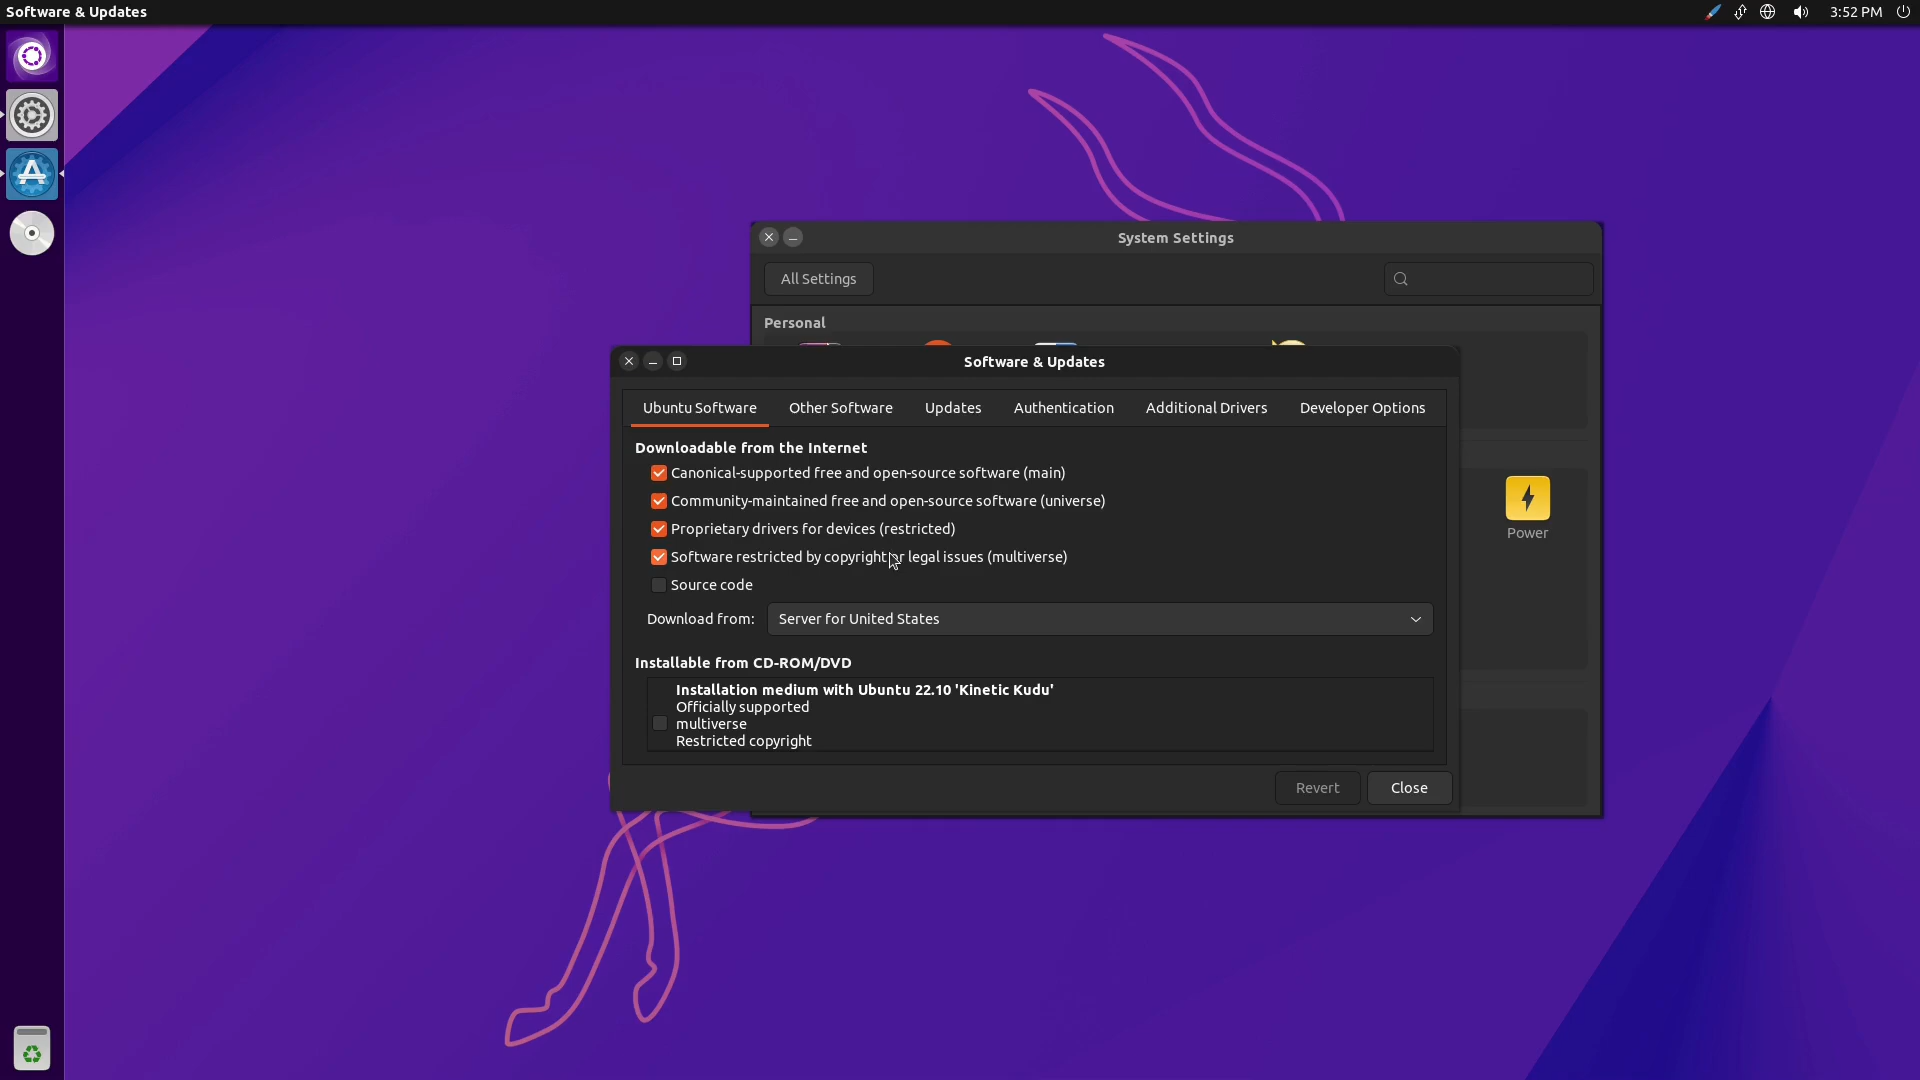 Software & Updates
3:52 PM
System Settings
All Settings
Personal
Software & Updates
Ubuntu Software
Other Software
Updates
Authentication
Additional Drivers
Developer Options
Downloadable from the Internet
Canonical-supported free and open-source software (main)
Community-maintained free and open-source software (universe)
Proprietary drivers for devices (restricted)
Software restricted by copyright or legal issues (multiverse)
Source code
Download from:
Server for United States
Power
Installable from CD-ROM/DVD
Installation medium with Ubuntu 22.10 'Kinetic Kudu'
Officially supported
multiverse
Restricted copyright
Revert
Close